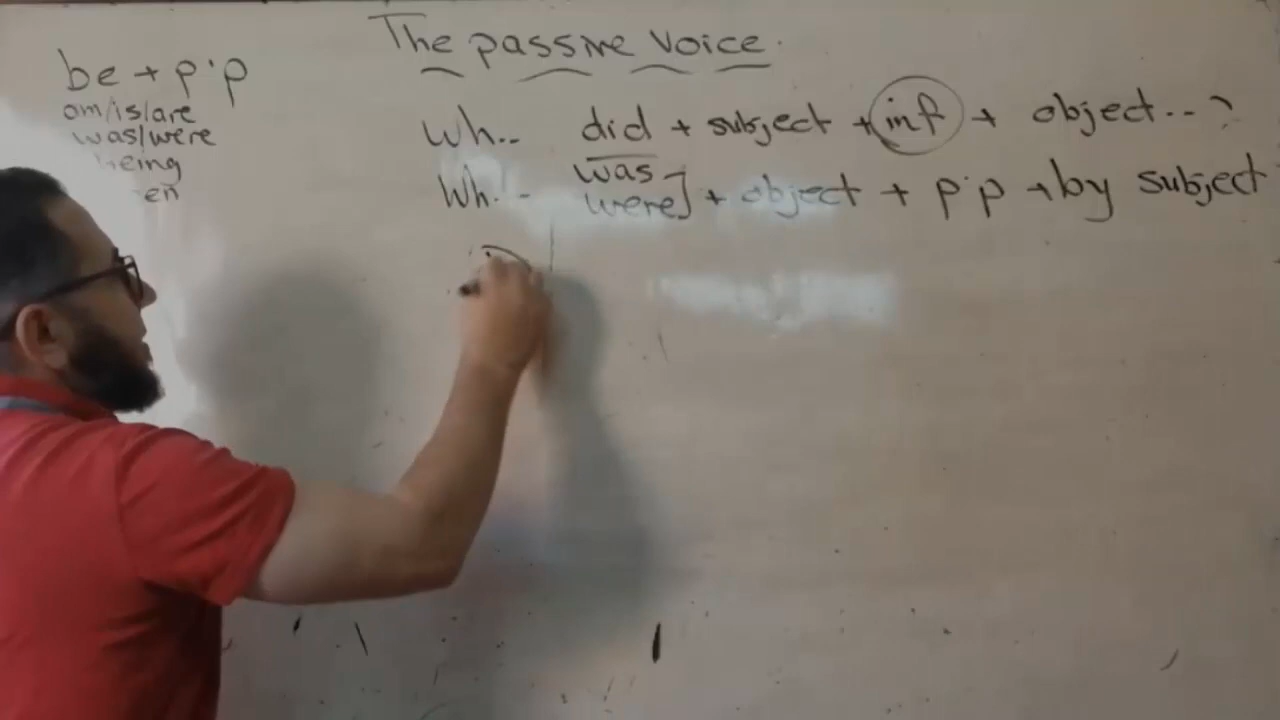 The passive voice.
be + p.p
am/is/are
was/were
being
Wh.. did + subject + inf + object...?
Wh.. was
were] + object + p.p + by subject